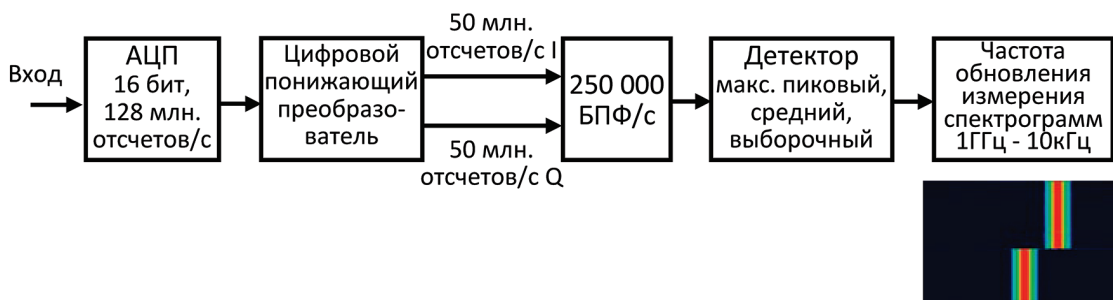 Вход
АЦП
16 бит,
128 млн.
отсчетов/с
Цифровой
понижающий
преобразо-
ватель
50 млн.
отсчетов/с I
50 млн.
отсчетов/с Q
250 000
БПФ/с
Детектор
макс. пиковый,
средний,
выборочный
Частота
обновления
измерения
спектрограмм
1ГГц - 10кГц